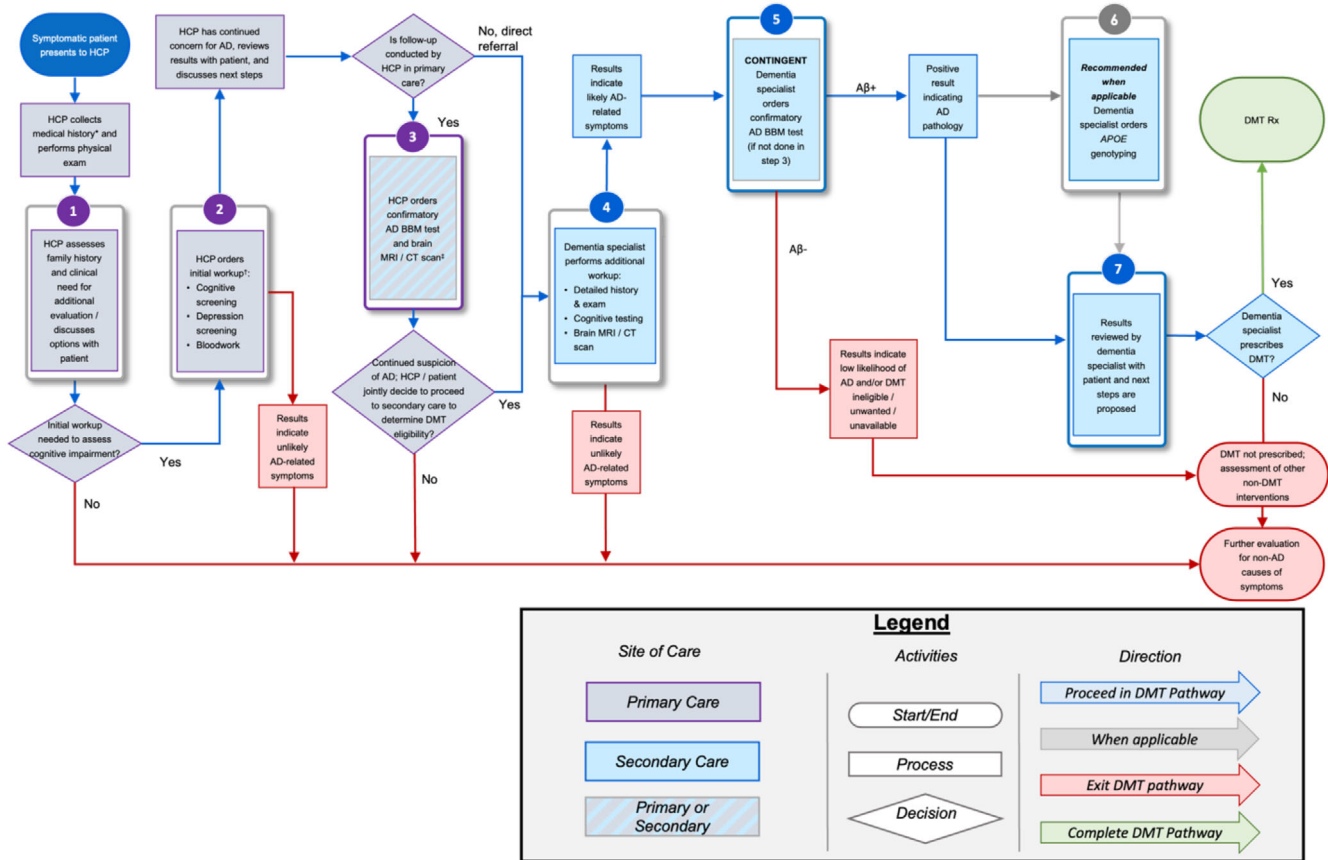 Symptomatic patient
presents to HCP
HCP collects
medical history* and
performs physical
exam
1
HCP assesses
family history
and clinical
need for
additional
evaluation /
discusses
options with
patient
Initial workup
needed to assess
cognitive impairment?
Yes
No
HCP has continued
concern for AD, reviews
results with patient, and
discusses next steps
2
HCP orders
initial workup†:
• Cognitive
screening
• Depression
screening
• Bloodwork
Results
indicate
unlikely
AD-related
symptoms
Is follow-up
conducted by
HCP in primary
care?
No, direct
referral
Yes
3
HCP orders
confirmatory
AD BBM test
and brain
MRI / CT scan‡
Continued suspicion
of AD; HCP / patient
jointly decide to proceed
to secondary care to
determine DMT
eligibility?
Yes
No
Results
indicate
likely AD-
related
symptoms
4
Dementia specialist
performs additional
workup:
• Detailed history
& exam
• Cognitive testing
• Brain MRI / CT
scan
Results
indicate
unlikely
AD-related
symptoms
5
CONTINGENT
Dementia
specialist
orders
confirmatory
AD BBM test
(if not done in
step 3)
Aβ+
Aβ-
Results indicate
low likelihood of
AD and/or DMT
ineligible /
unwanted /
unavailable
Positive
result
indicating
AD
pathology
6
Recommended
when
applicable
Dementia
specialist orders
APOE
genotyping
7
Results
reviewed by
dementia
specialist with
patient and next
steps are
proposed
DMT Rx
Yes
Dementia
specialist
prescribes
DMT?
No
DMT not prescribed;
assessment of other
non-DMT
interventions
Further evaluation
for non-AD
causes of
symptoms
Legend
Site of Care
Primary Care
Secondary Care
Primary or
Secondary
Activities
Start/End
Process
Decision
Direction
Proceed in DMT Pathway
When applicable
Exit DMT pathway
Complete DMT Pathway